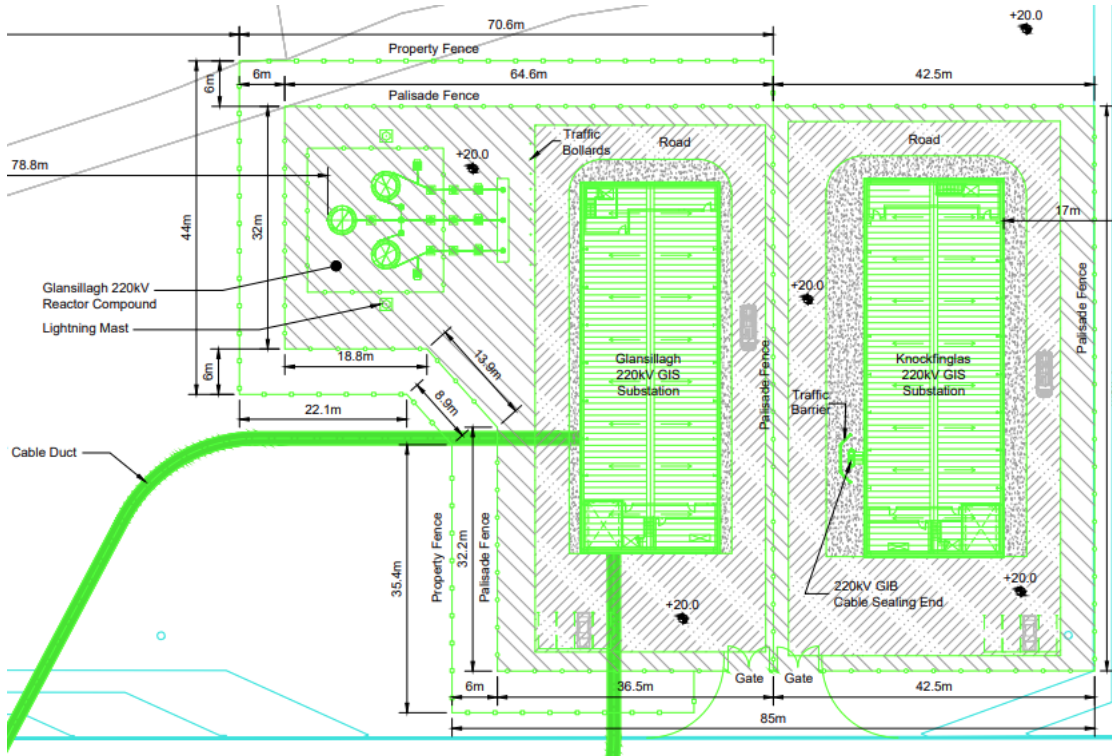 70.6m
+20.0
Property Fence
6m
6m
64.6m
42.5m
Palisade Fence
Traffic
Bollards
Road
Road
+20.0
78.8m
44m
32m
17m
Glansillagh 220kV
Reactor Compound
+20.0
Lightning Mast
Palisade Fence
Palisade Fence
13.9m
18.8m
6m
8.9m
22.1m
Glansillagh
220kV GIS
Substation
Knockfinglas
220kV GIS
Substation
Traffic
Barrier
Cable Duct
Property Fence
Palisade Fence
32.2m
35.4m
220kV GIB
Cable Sealing End
+20.0
+20.0
6m
36.5m
Gate
Gate
42.5m
85m